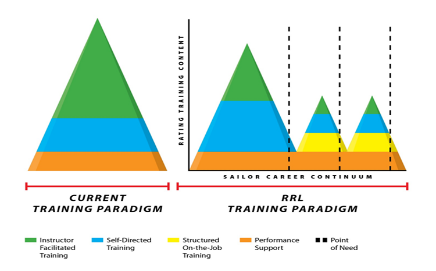 RATING TRAINING CONTENT
SAILOR CAREER CONTINUUM
CURRENT
TRAINING PARADIGM
RRL
TRAINING PARADIGM
Instructor
Facilitated
Training
Self-Directed
Training
Structured
On-the-Job
Training
Performance
Support
Point
of Need